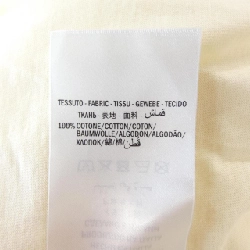 TESSUTO - FABRIC - TISSU - GEWEBE - TECIDO
ТКАНЬ 表地 面料 قماش
100% COTONE/COTTON/COTON/
BAUMWOLLE/ALGODON/ALGODÃO/
ХЛОПОК/綿/棉/قطن